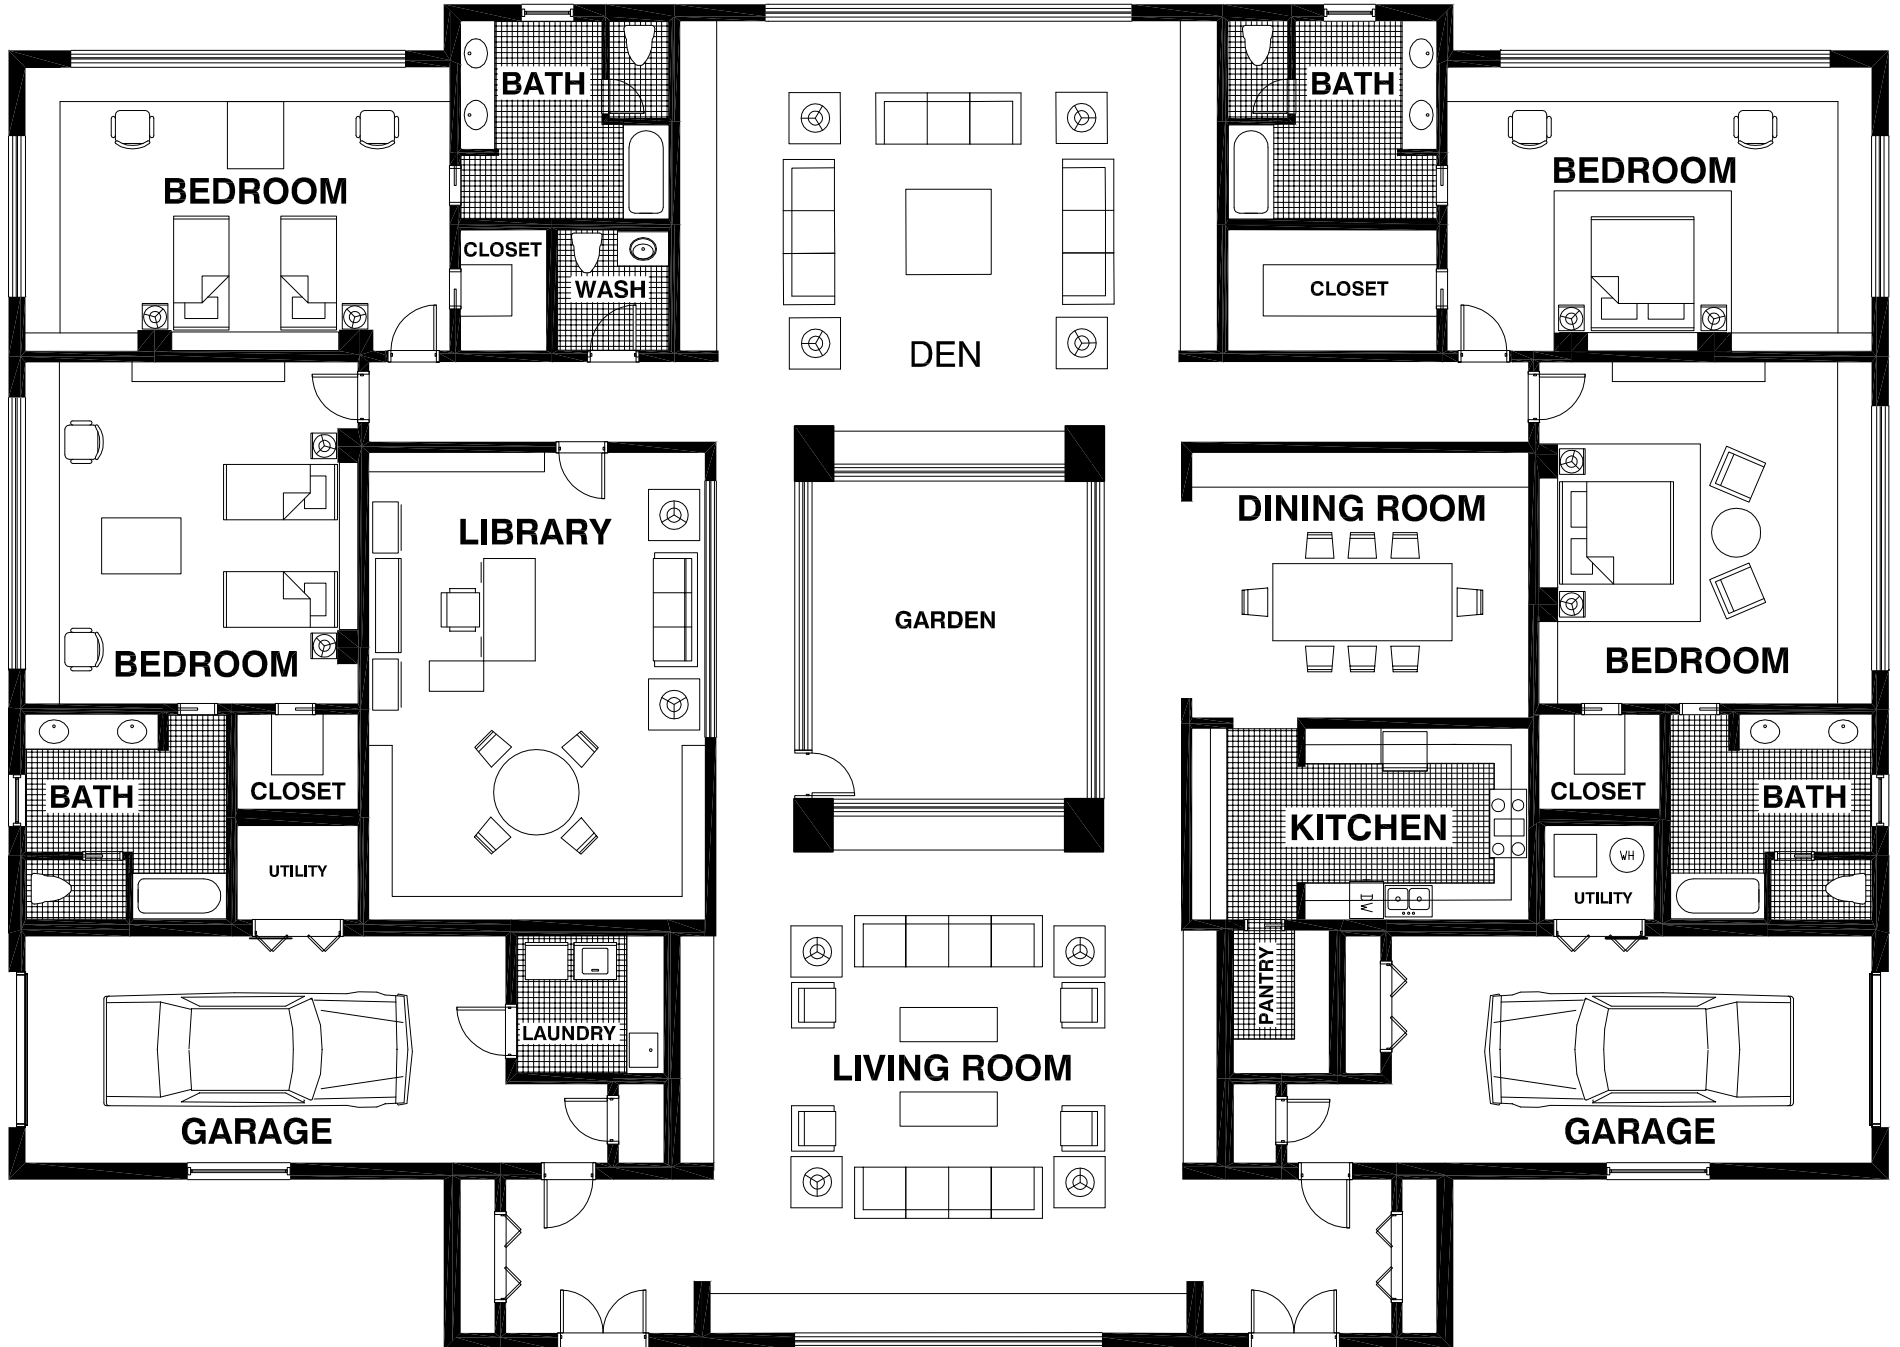 BATH
BATH
BEDROOM
BEDROOM
CLOSET
WASH
CLOSET
DEN
LIBRARY
DINING ROOM
GARDEN
BEDROOM
BEDROOM
BATH
CLOSET
CLOSET
BATH
KITCHEN
WH
UTILITY
UTILITY
DW
PANTRY
LAUNDRY
LIVING ROOM
GARAGE
GARAGE